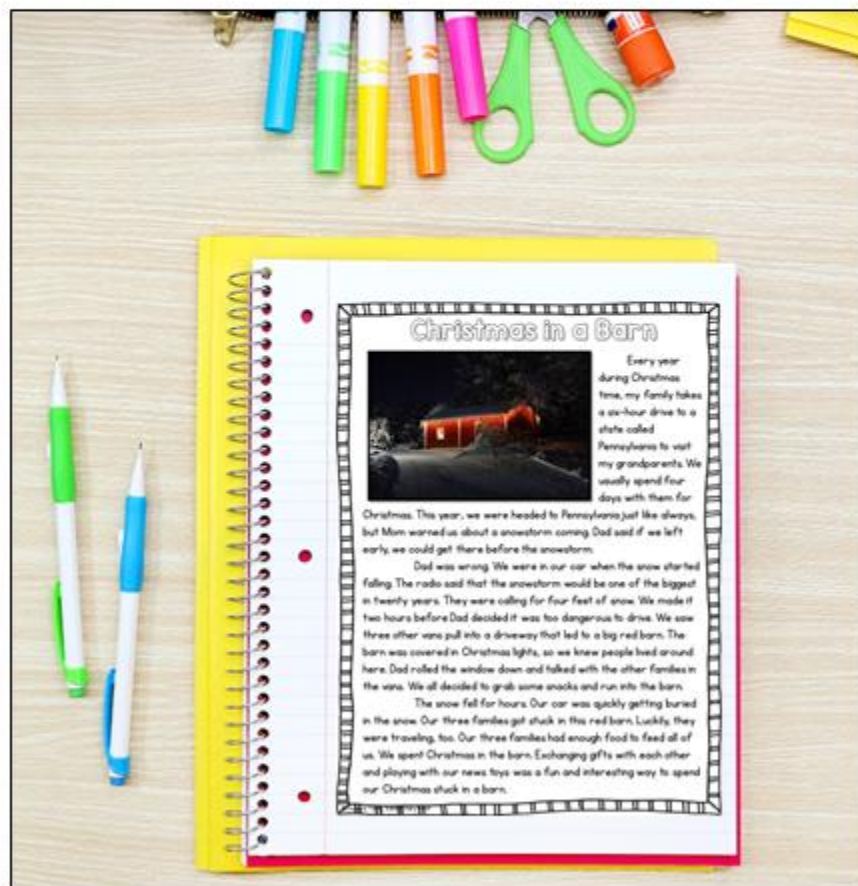 Christmas in a Barn
Every year
during Christmas
time, my family takes
a six-hour drive to a
state called
Pennsylvania to visit
my grandparents. We
usually spend four
days with them for
Christmas. This year, we were headed to Pennsylvania just like always,
but Mom warned us about a snowstorm coming. Dad said if we left
early, we could get there before the snowstorm.
Dad was wrong. We were in our car when the snow started
falling. The radio said that the snowstorm would be one of the biggest
in twenty years. They were calling for four feet of snow. We made it
two hours before Dad decided it was too dangerous to drive. We saw
three other vans pull into a driveway that led to a big red barn. The
barn was covered in Christmas lights, so we knew people lived around
here. Dad rolled the window down and talked with the other families in
the vans. We all decided to grab some snacks and run into the barn.
The snow fell for hours. Our car was quickly getting buried
in the snow. Our three families got stuck in this red barn. Luckily, they
were traveling, too. Our three families had enough food to feed all of
us. We spent Christmas in the barn. Exchanging gifts with each other
and playing with our news toys was a fun and interesting way to spend
our Christmas stuck in a barn.